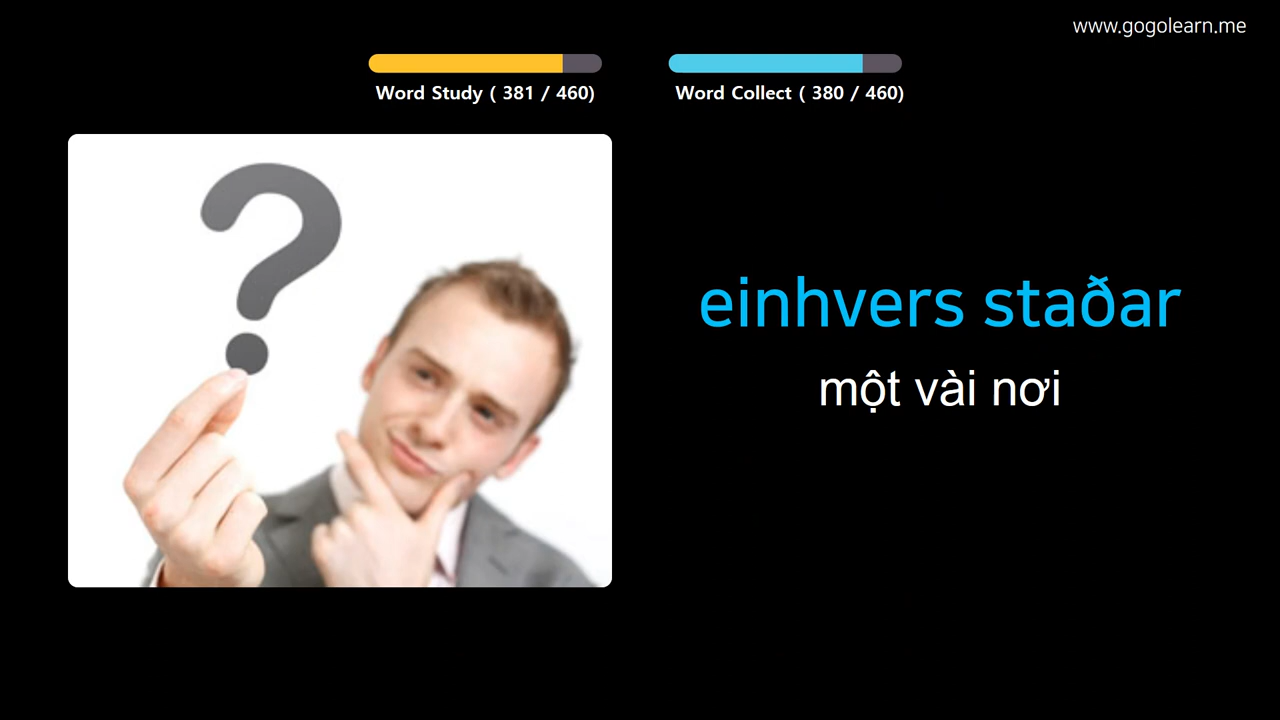 www.gogolearn.me
Word Study ( 381 / 460)
Word Collect ( 380 / 460)
?
einhvers staðar
một vài nơi